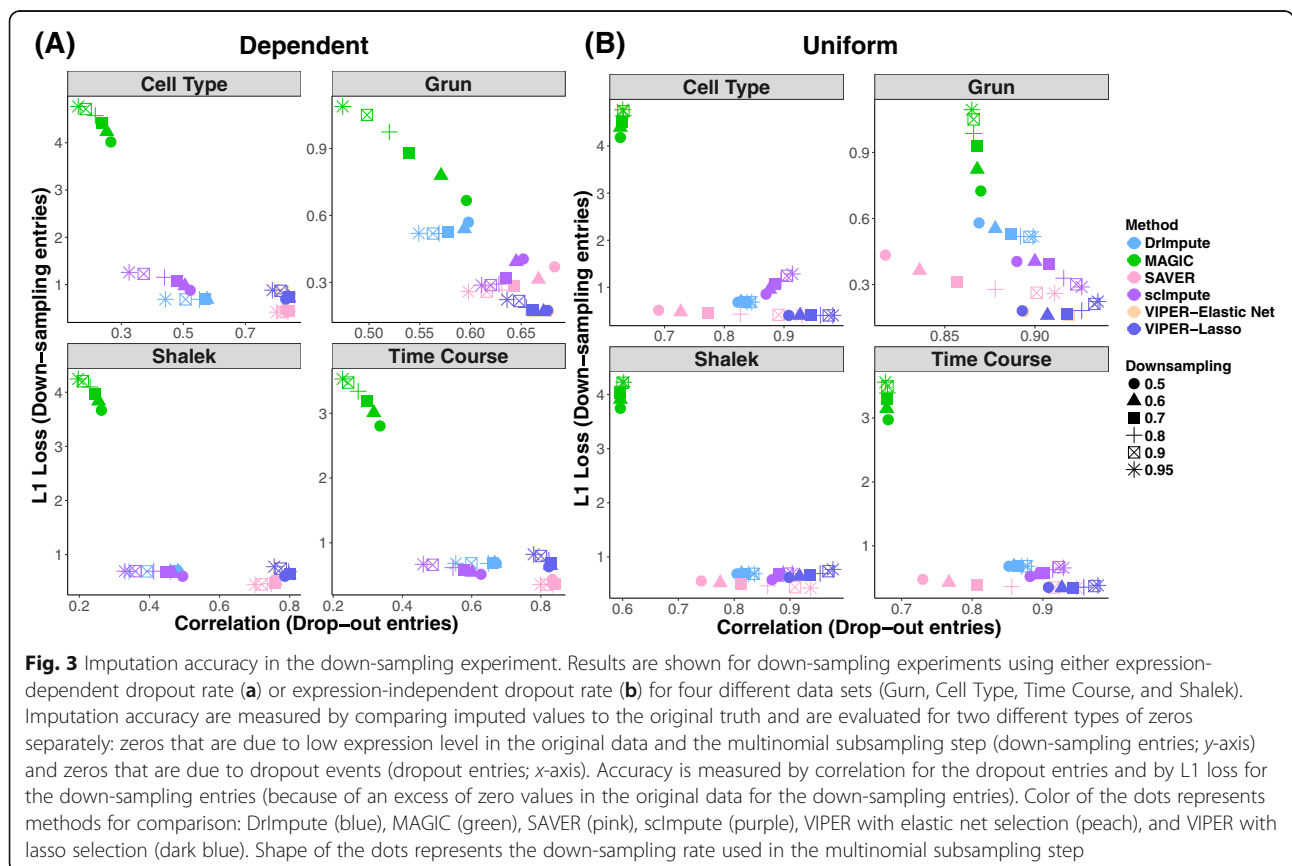 (A)
Dependent
(B)
Uniform
Cell Type
Grun
Cell Type
Grun
L1 Loss (Down−sampling entries)
4
3
2
1
0.3
0.5
0.7
0.9
0.6
0.3
0.50
0.55
0.60
0.65
L1 Loss (Down−sampling entries)
4
3
2
1
0.6
0.7
0.8
0.9
0.9
0.6
0.3
0.85
0.90
Shalek
Time Course
Shalek
Time Course
4
3
2
1
0.2
0.4
0.6
0.8
3
2
1
0.2
0.4
0.6
0.8
4
3
2
1
0.6
0.7
0.8
0.9
3
2
1
0.7
0.8
0.9
Correlation (Drop−out entries)
Correlation (Drop−out entries)
Method
DrImpute
MAGIC
SAVER
scImpute
VIPER−Elastic Net
VIPER−Lasso
Downsampling
0.5
0.6
0.7
0.8
0.9
0.95
Fig. 3 Imputation accuracy in the down-sampling experiment. Results are shown for down-sampling experiments using either expression-
dependent dropout rate (a) or expression-independent dropout rate (b) for four different data sets (Gurn, Cell Type, Time Course, and Shalek).
Imputation accuracy are measured by comparing imputed values to the original truth and are evaluated for two different types of zeros
separately: zeros that are due to low expression level in the original data and the multinomial subsampling step (down-sampling entries; y-axis)
and zeros that are due to dropout events (dropout entries; x-axis). Accuracy is measured by correlation for the dropout entries and by L1 loss for
the down-sampling entries (because of an excess of zero values in the original data for the down-sampling entries). Color of the dots represents
methods for comparison: DrImpute (blue), MAGIC (green), SAVER (pink), scImpute (purple), VIPER with elastic net selection (peach), and VIPER with
lasso selection (dark blue). Shape of the dots represents the down-sampling rate used in the multinomial subsampling step